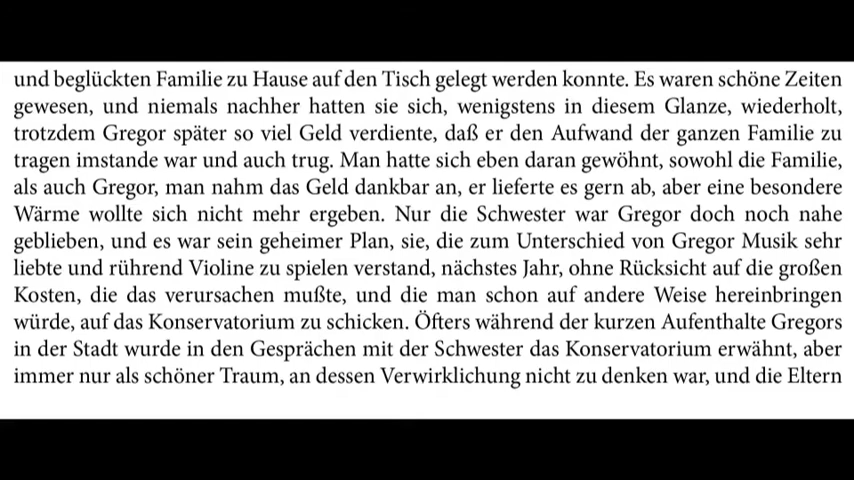 und beglückten Familie zu Hause auf den Tisch gelegt werden konnte. Es waren schöne Zeiten
gewesen, und niemals nachher hatten sie sich, wenigstens in diesem Glanze, wiederholt,
trotzdem Gregor später so viel Geld verdiente, daß er den Aufwand der ganzen Familie zu
tragen imstande war und auch trug. Man hatte sich eben daran gewöhnt, sowohl die Familie,
als auch Gregor, man nahm das Geld dankbar an, er lieferte es gern ab, aber eine besondere
Wärme wollte sich nicht mehr ergeben. Nur die Schwester war Gregor doch noch nahe
geblieben, und es war sein geheimer Plan, sie, die zum Unterschied von Gregor Musik sehr
liebte und rührend Violine zu spielen verstand, nächstes Jahr, ohne Rücksicht auf die großen
Kosten, die das verursachen mußte, und die man schon auf andere Weise hereinbringen
würde, auf das Konservatorium zu schicken. Öfters während der kurzen Aufenthalte Gregors
in der Stadt wurde in den Gesprächen mit der Schwester das Konservatorium erwähnt, aber
immer nur als schöner Traum, an dessen Verwirklichung nicht zu denken war, und die Eltern